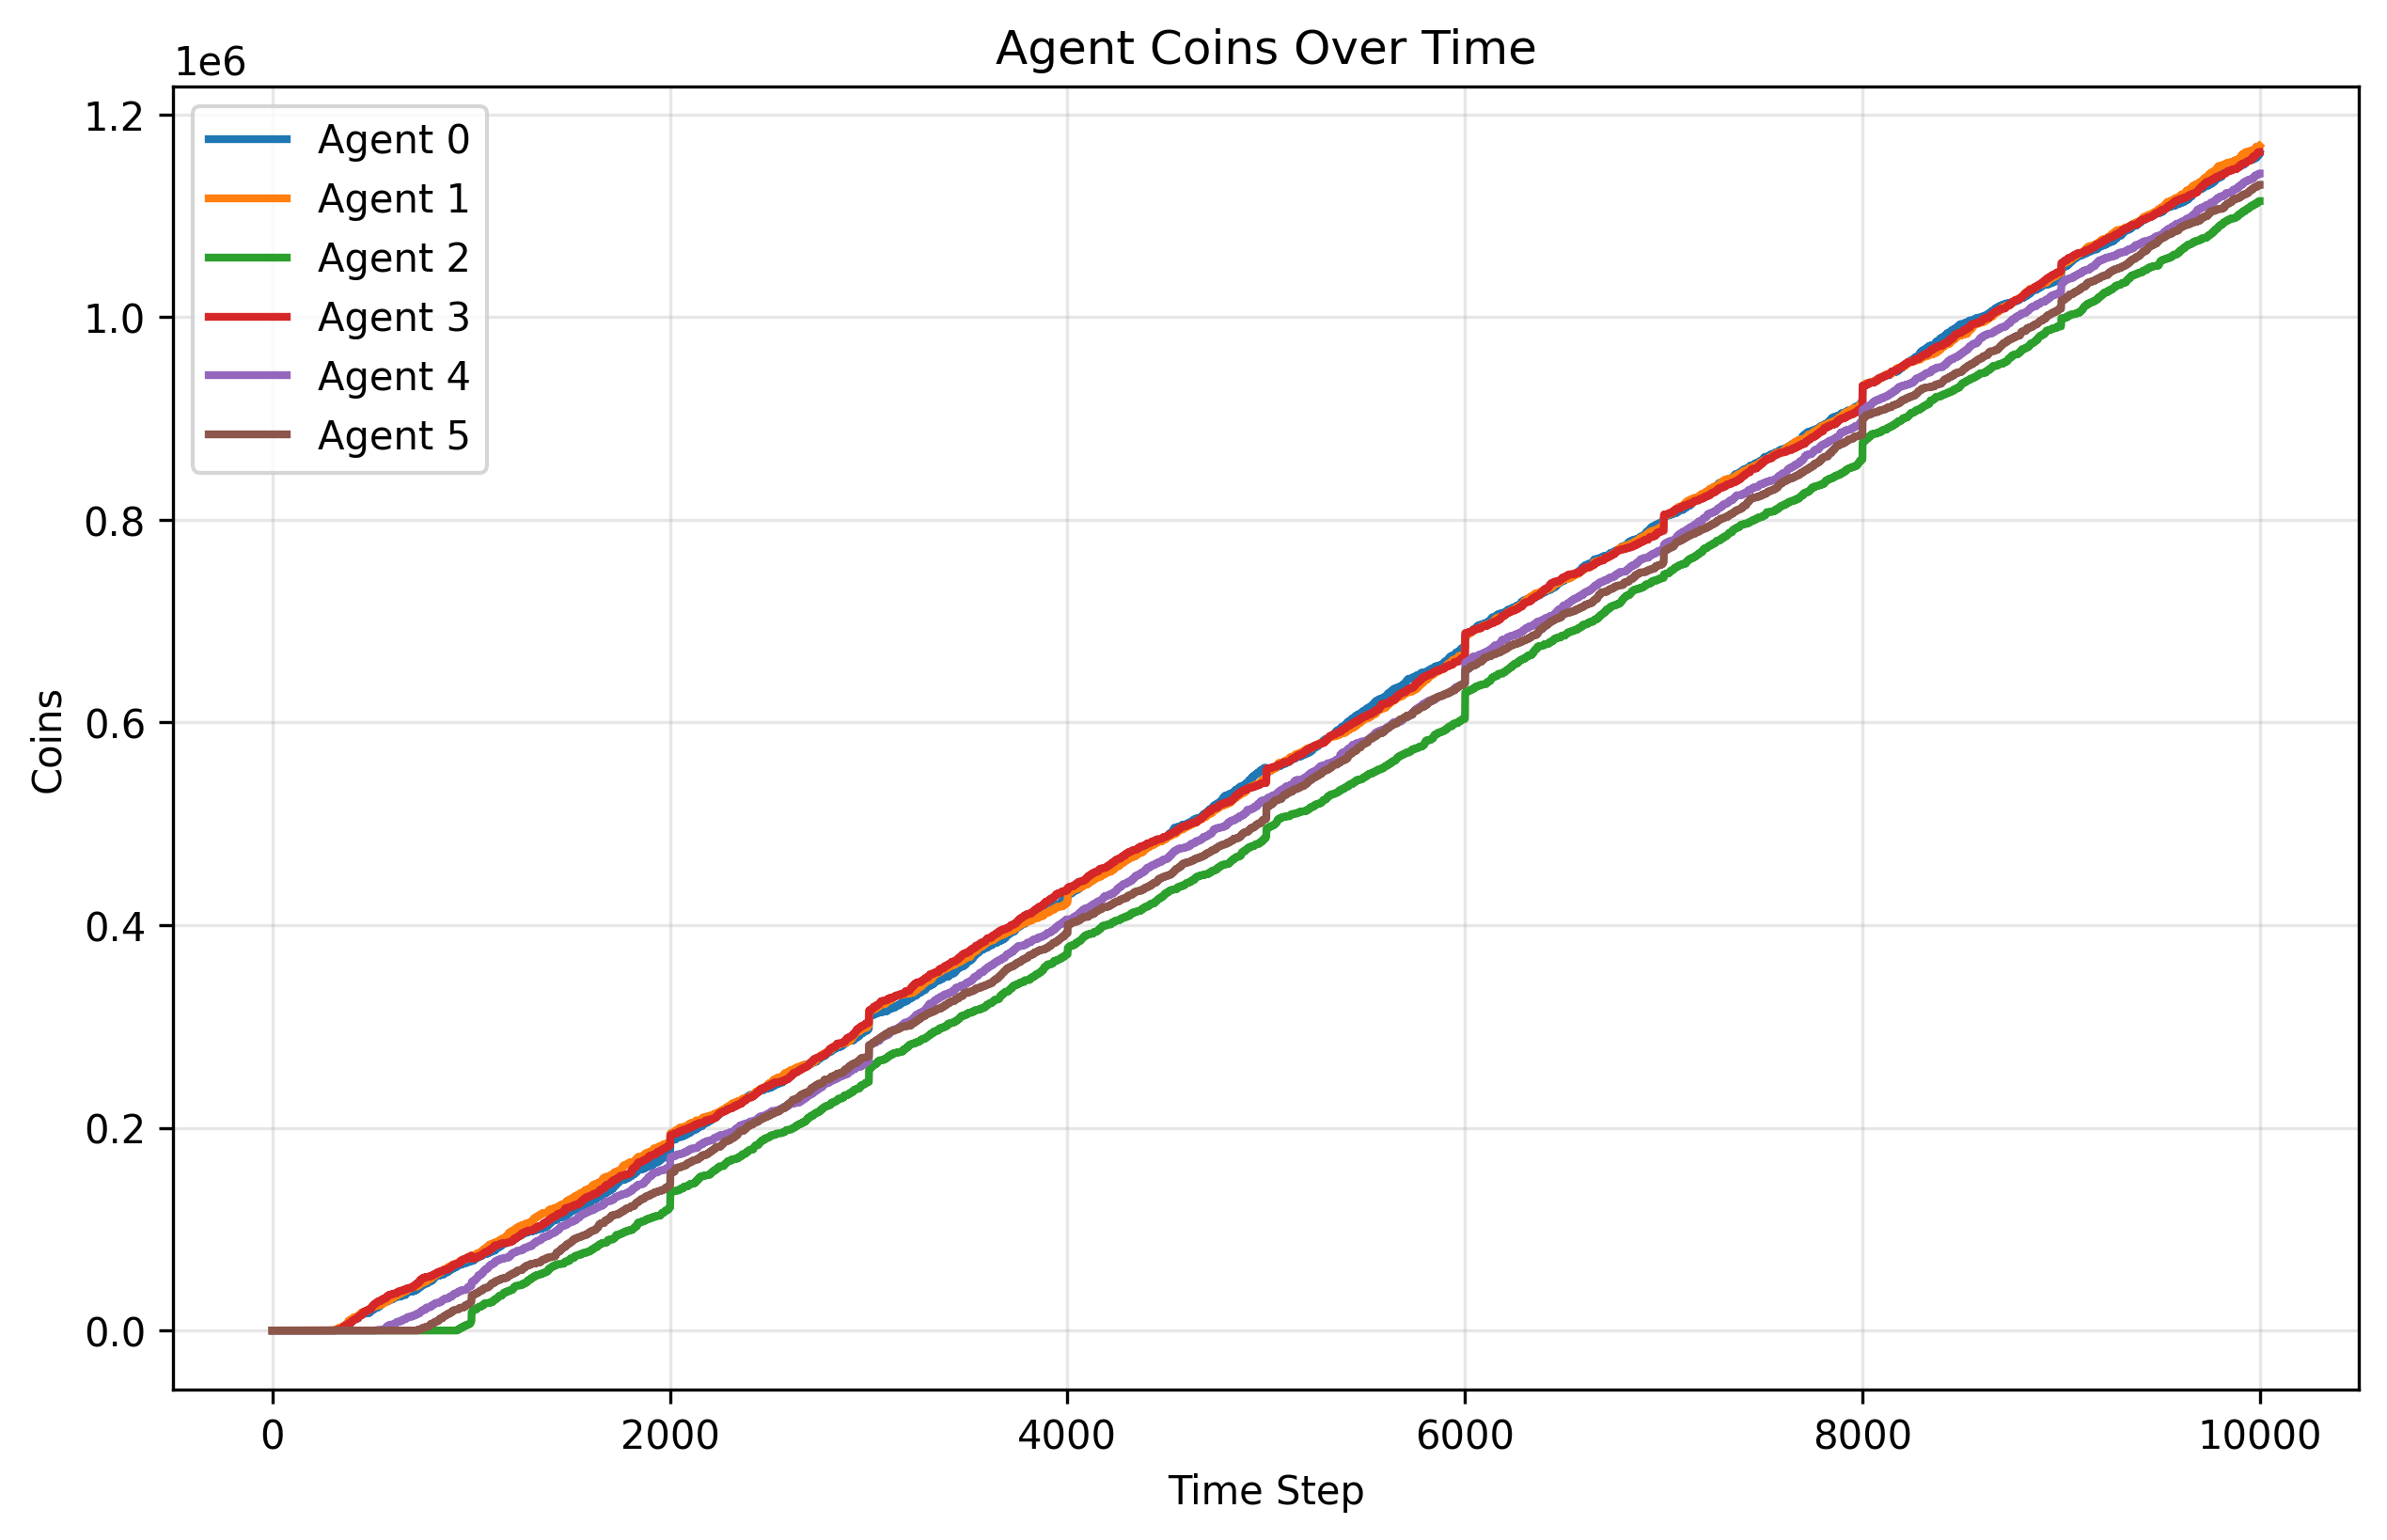 Agent Coins Over Time
1e6
1.2
1.0
0.8
0.6
0.4
0.2
0.0
Coins
Agent 0
Agent 1
Agent 2
Agent 3
Agent 4
Agent 5
0
2000
4000
6000
8000
10000
Time Step